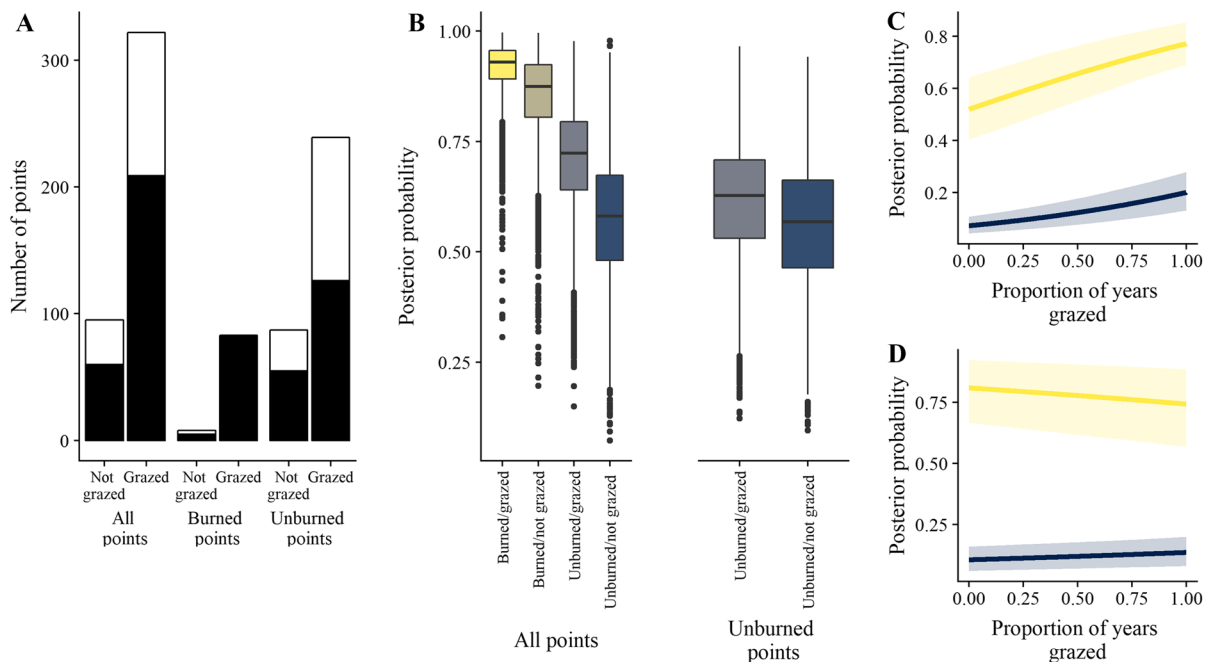 A
Number of points
300
200
100
0
Not
grazed
Grazed
Not
grazed
Grazed
Not
grazed
Grazed
All
points
Burned
points
Unburned
points
B
Posterior probability
1.00
0.75
0.50
0.25
Burned/grazed
Burned/not grazed
Unburned/grazed
Unburned/not grazed
All points
Unburned/grazed
Unburned/not grazed
Unburned
points
C
Posterior probability
0.8
0.6
0.4
0.2
0.00 0.25 0.50 0.75 1.00
Proportion of years
grazed
D
Posterior probability
0.75
0.50
0.25
0.00 0.25 0.50 0.75 1.00
Proportion of years
grazed